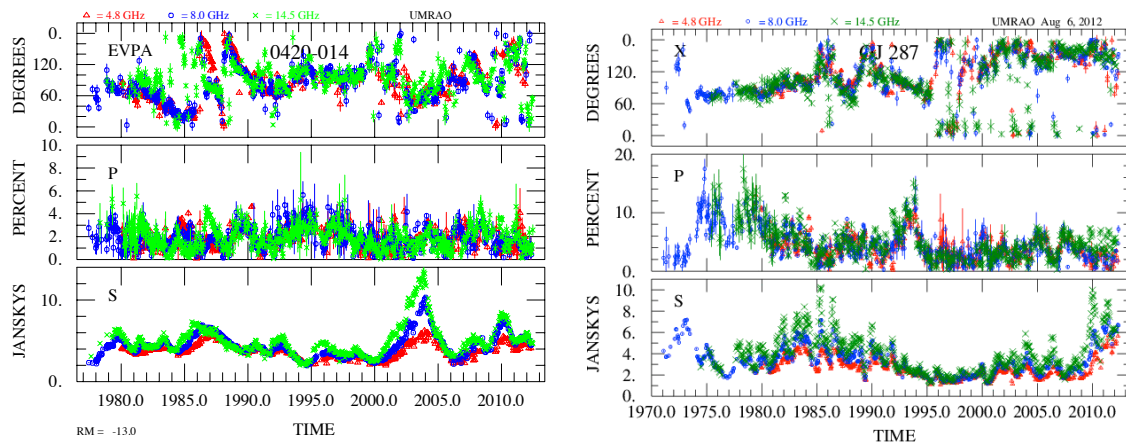 ▲ = 4.8 GHz o = 8.0 GHz × = 14.5 GHz UMRAO
EVPA 0420-014
DEGREES
0.
120.
60.
0.
P
PERCENT
10.
8.
6.
4.
2.
0.
S
JANSKYS
10.
5.
0.
1980.0 1985.0 1990.0 1995.0 2000.0 2005.0 2010.0
RM = -13.0 TIME
▲ = 4.8 GHz o = 8.0 GHz × = 14.5 GHz UMRAO Aug 6, 2012
X OJ 287
DEGREES
0.
120.
60.
0.
P
PERCENT
20.
10.
0.
S
JANSKYS
10.
8.
6.
4.
2.
0.
1970.0 1975.0 1980.0 1985.0 1990.0 1995.0 2000.0 2005.0 2010.0
TIME